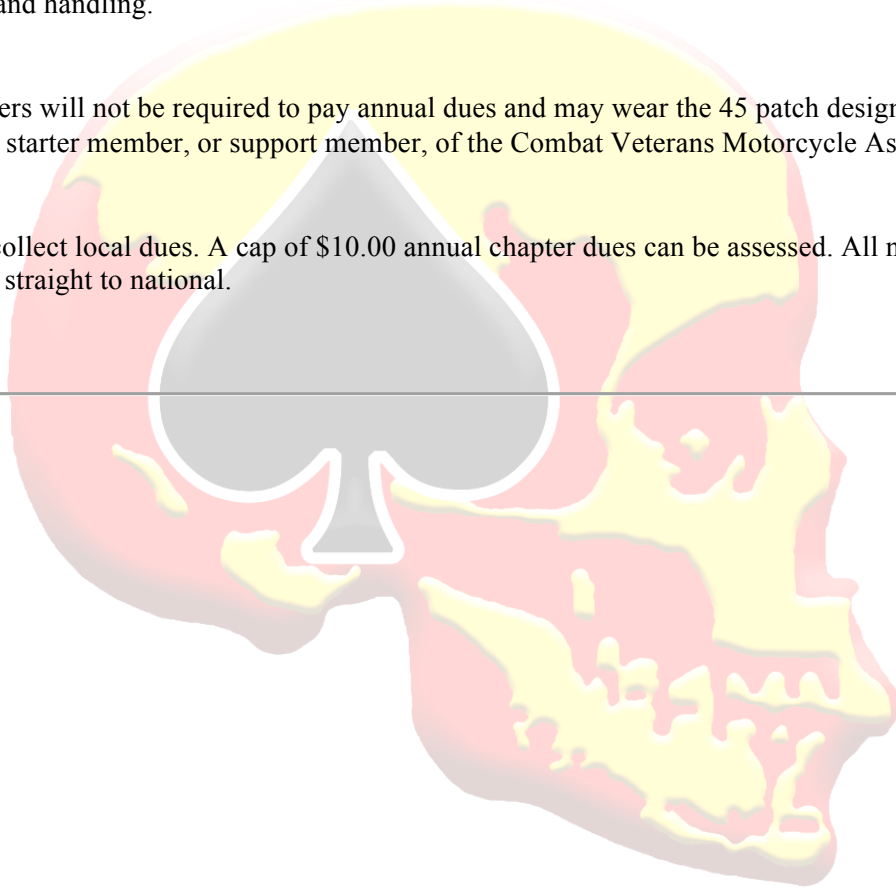 and handling.
ers will not be required to pay annual dues and may wear the 45 patch
starter member, or support member, of the Combat Veterans Motorcycle
collect local dues. A cap of $10.00 annual chapter dues can be assessed. All
straight to national.